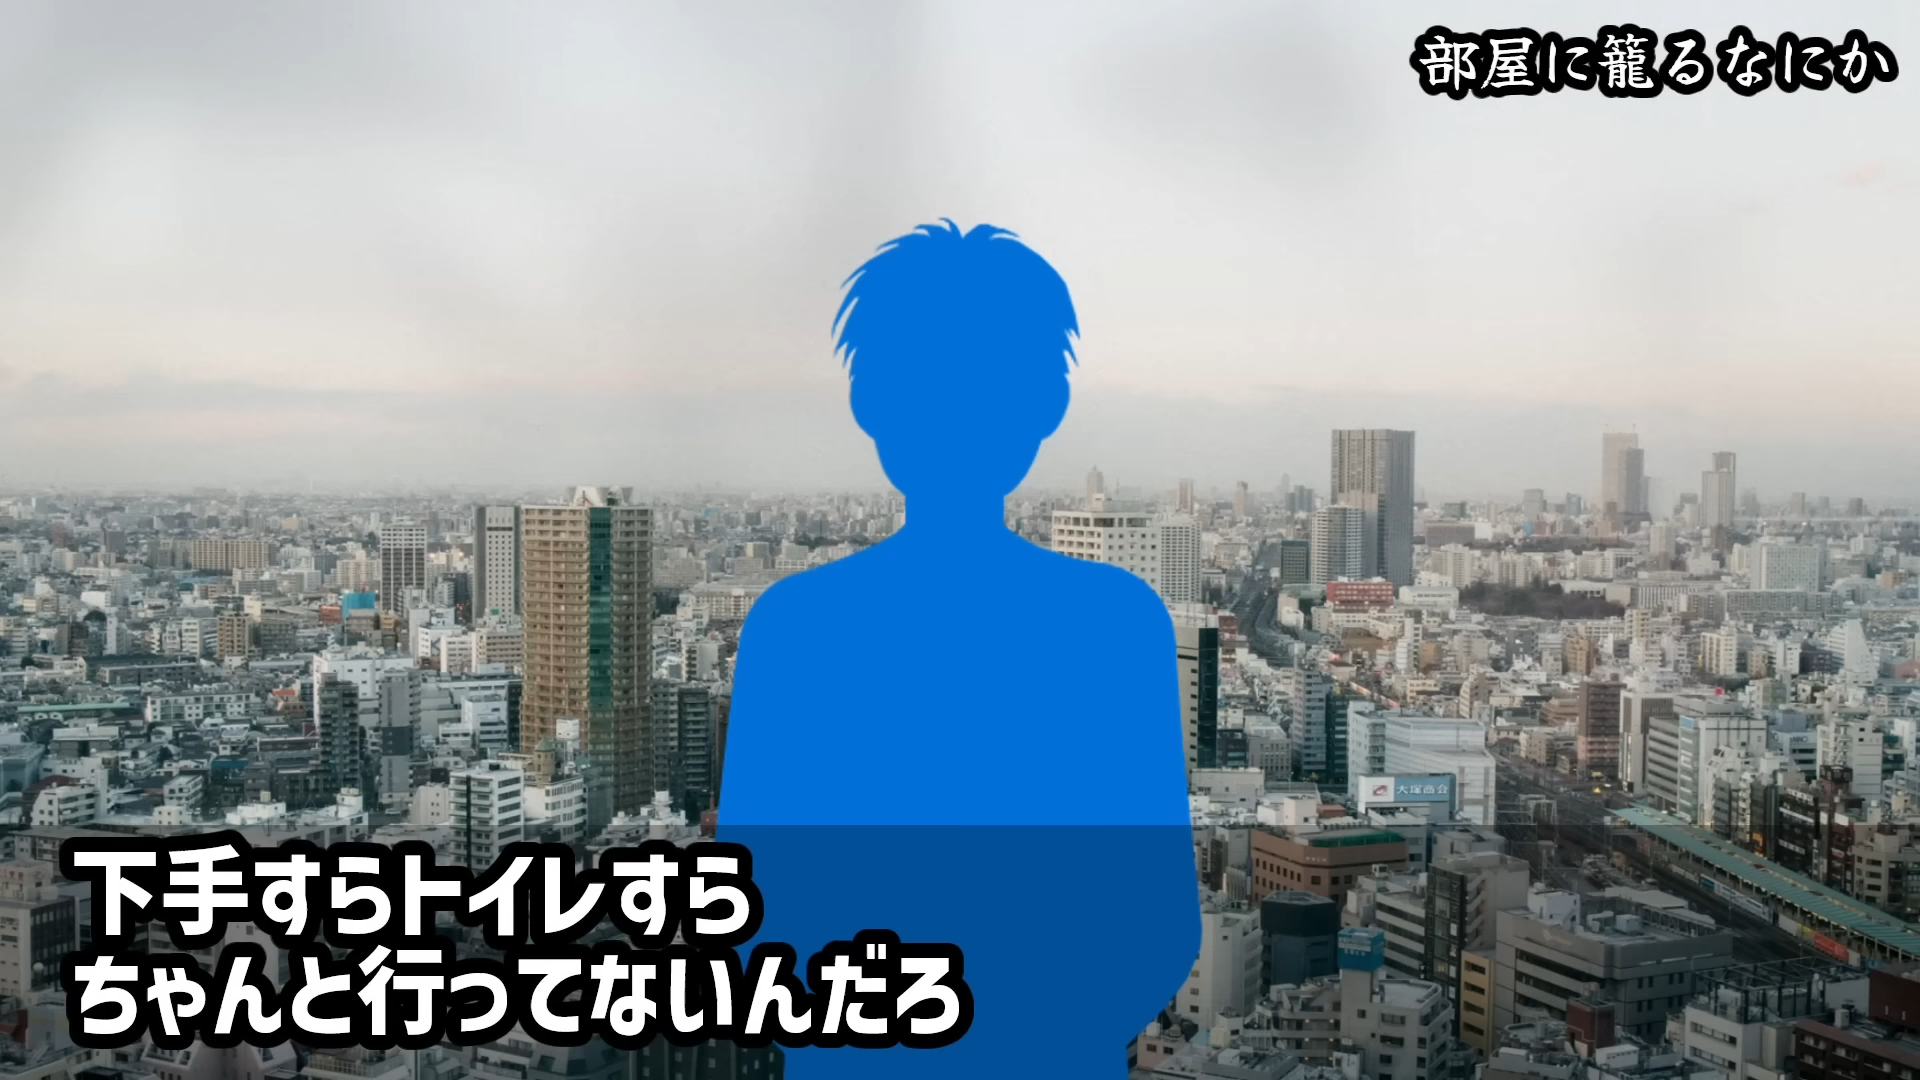 部屋に籠るなにか
大塚商会
下手すらトイレすら
ちゃんと行ってないんだろ